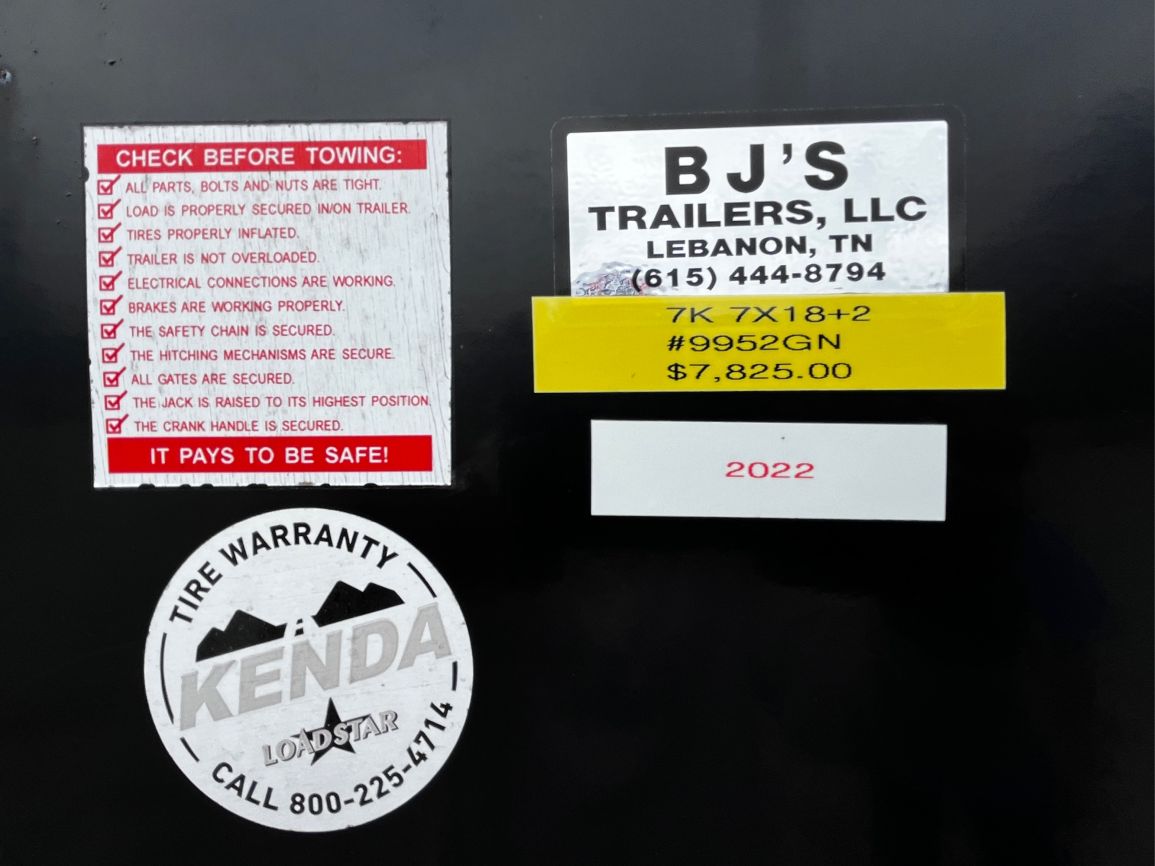 CHECK BEFORE TOWING:
ALL PARTS, BOLTS AND NUTS ARE TIGHT.
LOAD IS PROPERLY SECURED IN/ON TRAILER.
TIRES PROPERLY INFLATED.
TRAILER IS NOT OVERLOADED.
ELECTRICAL CONNECTIONS ARE WORKING.
BRAKES ARE WORKING PROPERLY.
THE SAFETY CHAIN IS SECURED.
THE HITCHING MECHANISMS ARE SECURE.
ALL GATES ARE SECURED.
THE JACK IS RAISED TO ITS HIGHEST POSITION.
THE CRANK HANDLE IS SECURED.
IT PAYS TO BE SAFE!
BJ'S
TRAILERS, LLC
LEBANON, TN
(615) 444-8794
7K 7X18+2
#9952GN
$7,825.00
2022
TIRE WARRANTY
KENDA
LOADSTAR
CALL 800-225-4714